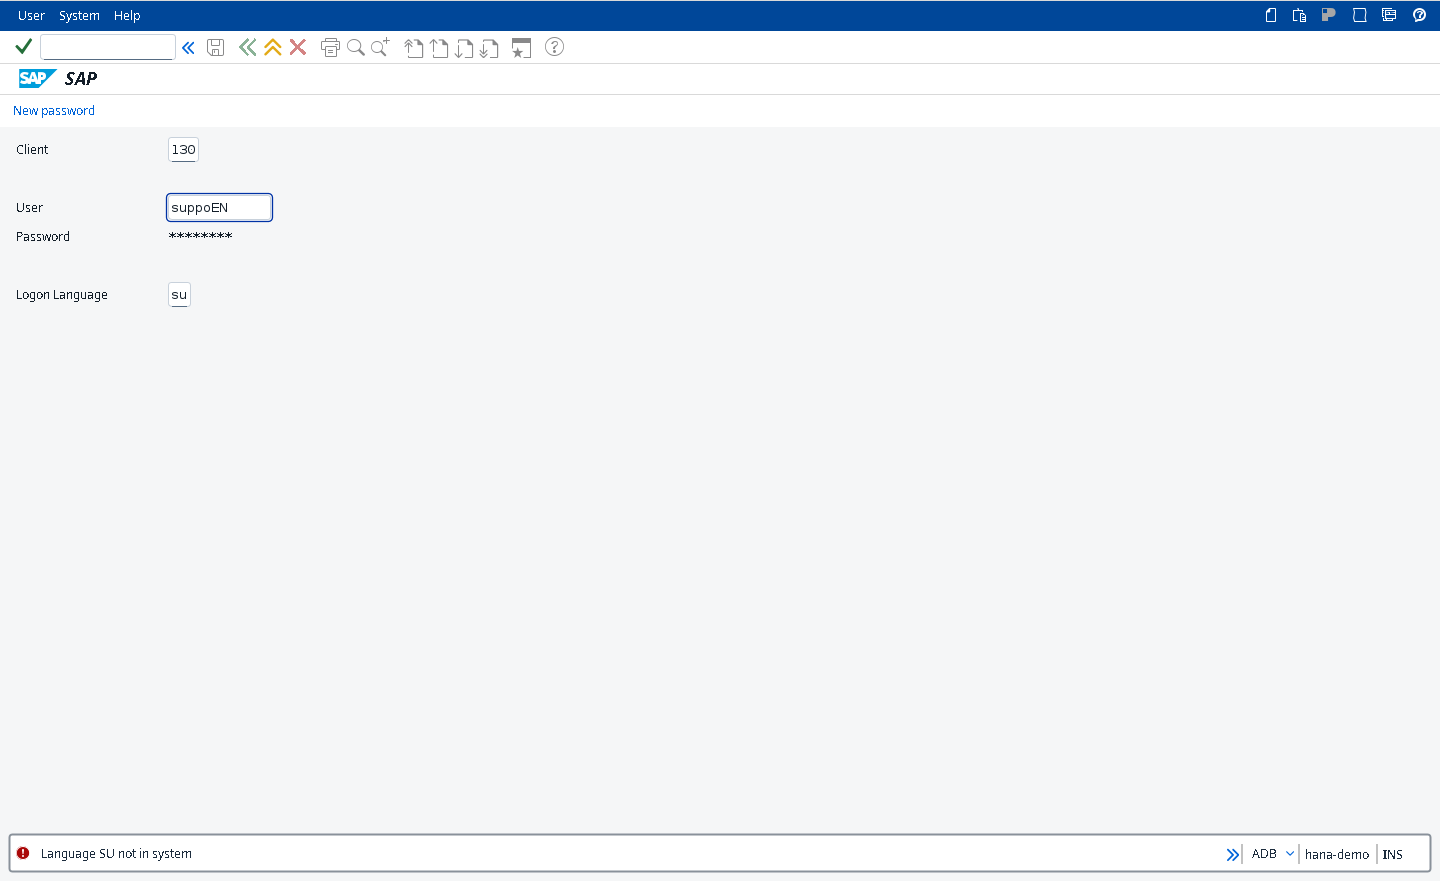 User System Help
SAP SAP
New password
Client 130
User suppoEN
Password ********
Logon Language su
Language SU not in system ADB hana-demo INS